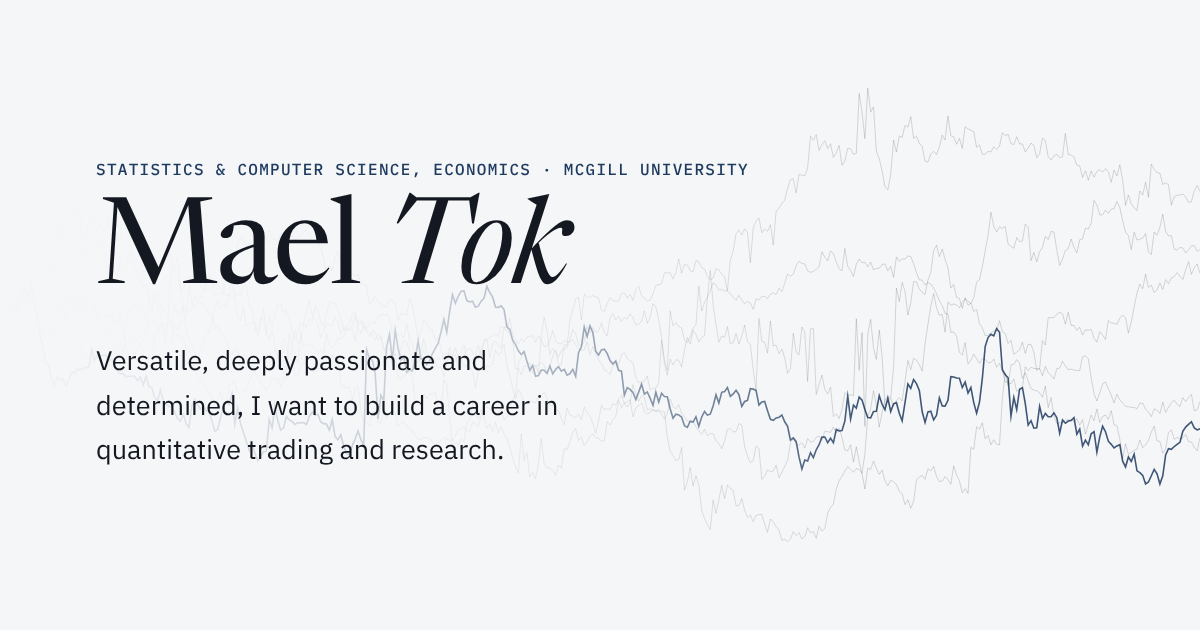 STATISTICS & COMPUTER SCIENCE, ECONOMICS · MCGILL UNIVERSITY
Mael Tok
Versatile, deeply passionate and
determined, I want to build a career in
quantitative trading and research.